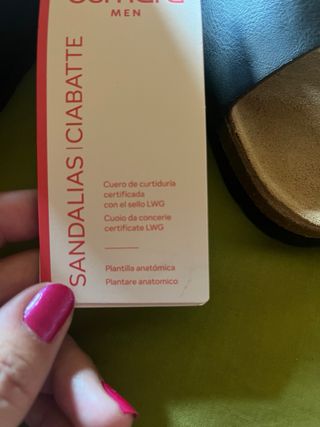 MEN
SANDALIAS | CIABATTE
Cuero de curtiduría
certificada
con el sello LWG
Cuoio da concerie
certificate LWG
Plantilla anatómica
Plantare anatomico